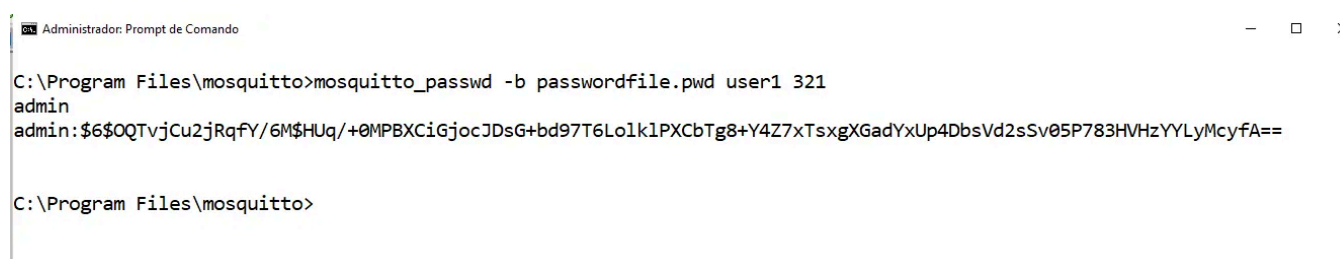 Administrador: Prompt de Comando
C:\Program Files\mosquitto>mosquitto_passwd -b passwordfile.pwd user1 321
admin
admin:$6$OQTvjCu2jRqfY/6M$HUq/+0MPBXCiGjocJDsG+bd97T6LolklPXCbTg8+Y4Z7xTsxgXGadYxUp4DbsVd2sSv05P783HVHzYYLyMcyfA==
C:\Program Files\mosquitto>